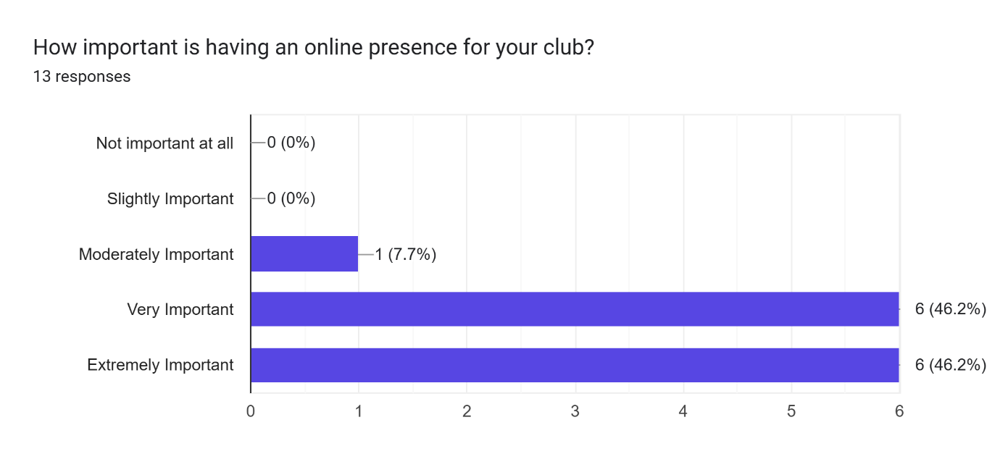 How important is having an online presence for your club?
13 responses
Not important at all 0 (0%)
Slightly Important 0 (0%)
Moderately Important 1 (7.7%)
Very Important 6 (46.2%)
Extremely Important 6 (46.2%)
0 1 2 3 4 5 6